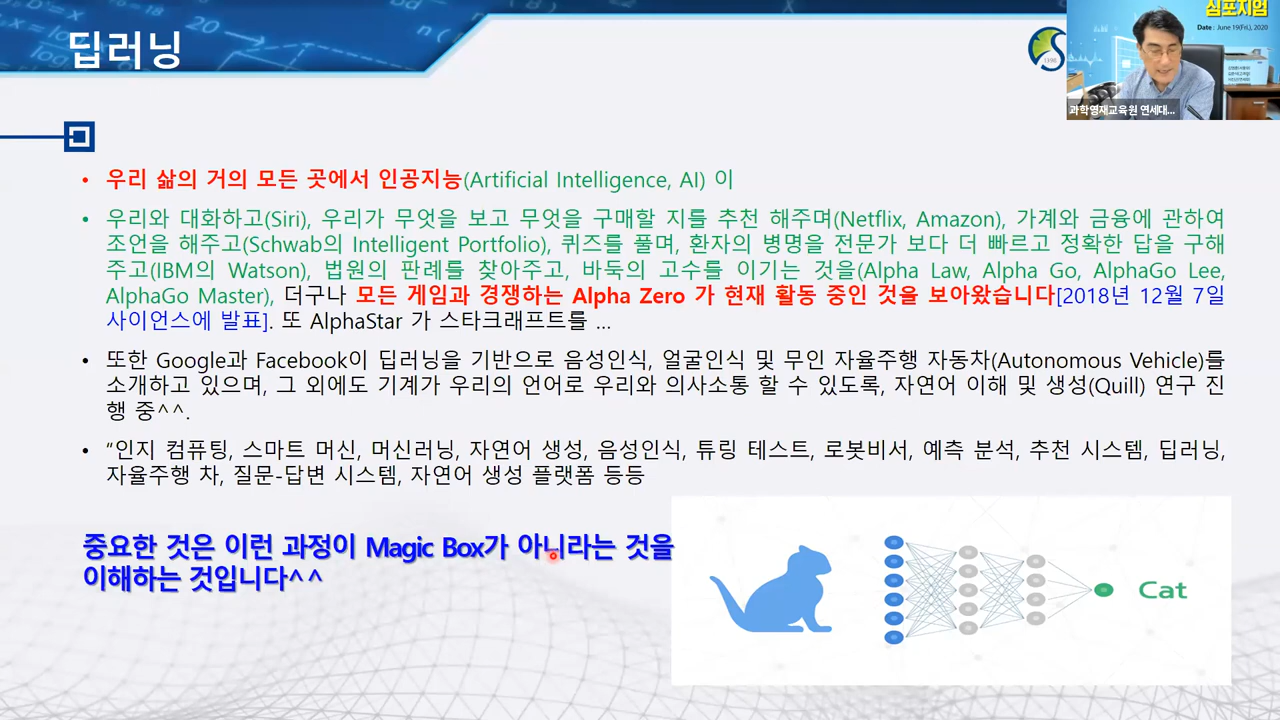 딥러닝
심포지엄
Date : June 19(Fri.), 2020
과학영재교육원 연세대...
• 우리 삶의 거의 모든 곳에서 인공지능(Artificial Intelligence, AI) 이
• 우리와 대화하고(Siri), 우리가 무엇을 보고 무엇을 구매할 지를 추천 해주며(Netflix, Amazon), 가계와 금융에 관하여
조언을 해주고(Schwab의 Intelligent Portfolio), 퀴즈를 풀며, 환자의 병명을 전문가 보다 더 빠르고 정확한 답을 구해
주고(IBM의 Watson), 법원의 판례를 찾아주고, 바둑의 고수를 이기는 것을(Alpha Law, Alpha Go, AlphaGo Lee,
AlphaGo Master), 더구나 모든 게임과 경쟁하는 Alpha Zero 가 현재 활동 중인 것을 보아왔습니다[2018년 12월 7일
사이언스에 발표]. 또 AlphaStar 가 스타크래프트를 ...
• 또한 Google과 Facebook이 딥러닝을 기반으로 음성인식, 얼굴인식 및 무인 자율주행 자동차(Autonomous Vehicle)를
소개하고 있으며, 그 외에도 기계가 우리의 언어로 우리와 의사소통 할 수 있도록, 자연어 이해 및 생성(Quill) 연구 진
행 중^^.
• “인지 컴퓨팅, 스마트 머신, 머신러닝, 자연어 생성, 음성인식, 튜링 테스트, 로봇비서, 예측 분석, 추천 시스템, 딥러닝,
자율주행 차, 질문-답변 시스템, 자연어 생성 플랫폼 등등
중요한 것은 이런 과정이 Magic Box가 아니라는 것을
이해하는 것입니다^^
Cat